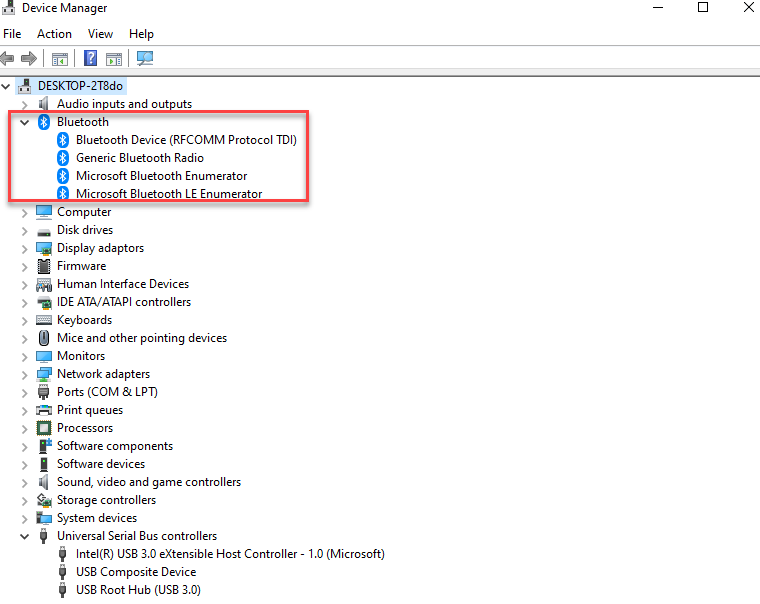 Device Manager
File Action View Help
DESKTOP-2T8do
Audio inputs and outputs
Bluetooth
Bluetooth Device (RFCOMM Protocol TDI)
Generic Bluetooth Radio
Microsoft Bluetooth Enumerator
Microsoft Bluetooth LE Enumerator
Computer
Disk drives
Display adaptors
Firmware
Human Interface Devices
IDE ATA/ATAPI controllers
Keyboards
Mice and other pointing devices
Monitors
Network adapters
Ports (COM & LPT)
Print queues
Processors
Software components
Software devices
Sound, video and game controllers
Storage controllers
System devices
Universal Serial Bus controllers
Intel(R) USB 3.0 eXtensible Host Controller - 1.0 (Microsoft)
USB Composite Device
USB Root Hub (USB 3.0)